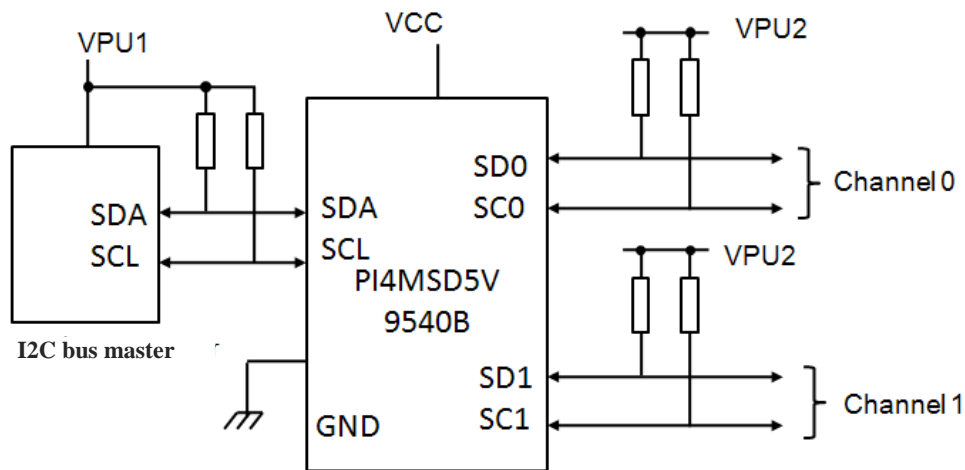 VPU1
VCC
VPU2
SDA
SCL
I2C bus master
SDA
SCL
PI4MSD5V
9540B
GND
SD0
SC0
Channel 0
VPU2
SD1
SC1
Channel 1